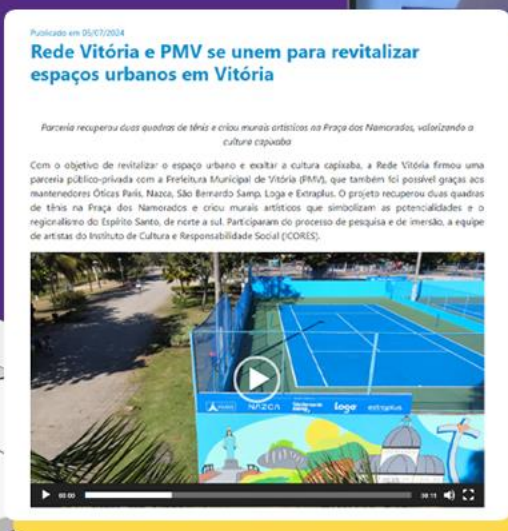 Publicado em 05/07/2024
Rede Vitória e PMV se unem para revitalizar
espaços urbanos em Vitória
Parceria recuperou duas quadras de tênis e criou murais artísticos na Praça dos Namorados, valorizando a
cultura capixaba
Com o objetivo de revitalizar o espaço urbano e exaltar a cultura capixaba, a Rede Vitória firmou uma
parceria público-privada com a Prefeitura Municipal de Vitória (PMV), que também foi possível graças aos
mantenedores Óticas Paris, Nazca, São Bernardo Samp, Loga e Extraplus. O projeto recuperou duas quadras
de tênis na Praça dos Namorados e criou murais artísticos que simbolizam as potencialidades e o
regionalismo do Espírito Santo, de norte a sul. Participaram do processo de pesquisa e de imersão, a equipe
de artistas do Instituto de Cultura e Responsabilidade Social (ICORES).
NAZCA
Loga
extraplus
00:00